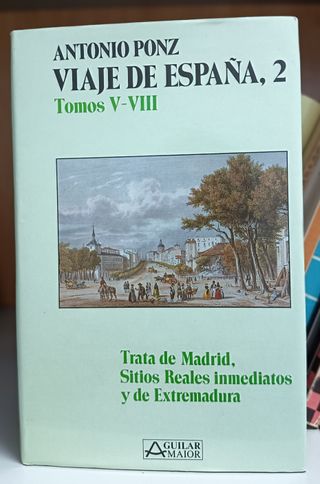 ANTONIO PONZ
VIAJE DE ESPAÑA, 2
Tomos V-VIII
Trata de Madrid,
Sitios Reales inmediatos
y de Extremadura
AGUILAR
MAIOR